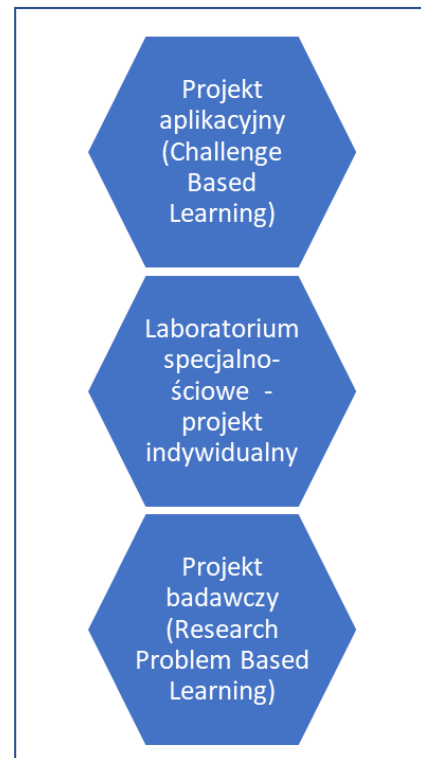 Projekt
aplikacyjny
(Challenge
Based
Learning)
Laboratorium
specjalno-
ściowe -
projekt
indywidualny
Projekt
badawczy
(Research
Problem Based
Learning)